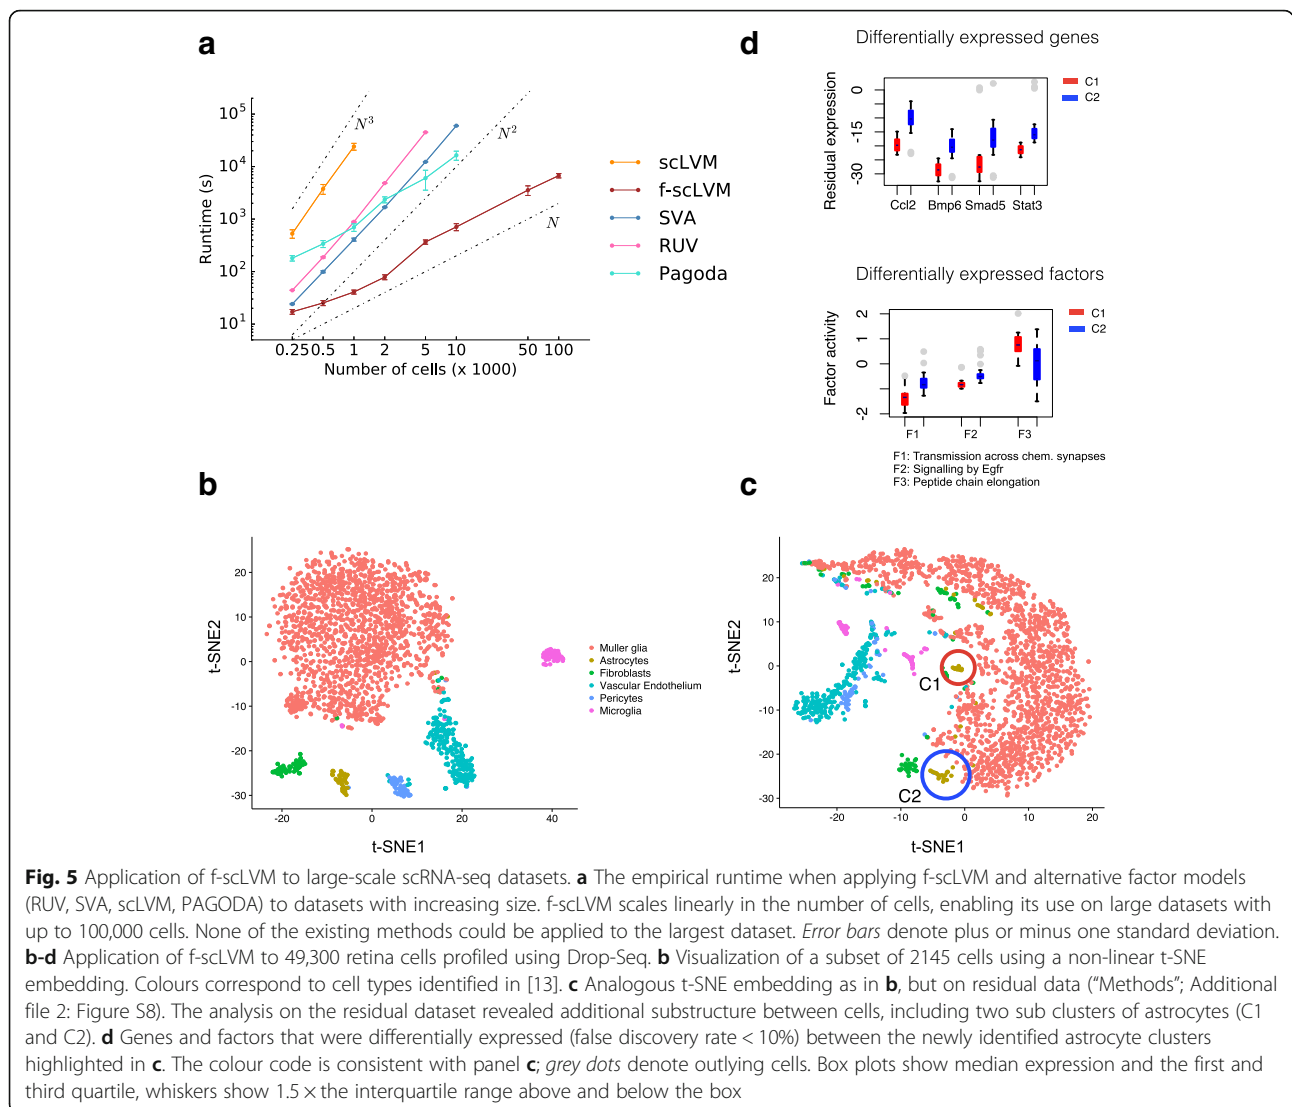 a
10⁵
10⁴
10³
10²
10¹
Runtime (s)
N³
N²
N
0.25 0.5 1 2 5 10 50 100
Number of cells (x 1000)
scLVM
f-scLVM
SVA
RUV
Pagoda
d
Differentially expressed genes
Residual expression
0
-15
-30
Ccl2 Bmp6 Smad5 Stat3
C1
C2
Differentially expressed factors
Factor activity
2
1
0
-2
F1 F2 F3
C1
C2
F1: Transmission across chem. synapses
F2: Signalling by Egfr
F3: Peptide chain elongation
b
t-SNE2
20
10
0
-10
-20
-30
-20 0 20 40
t-SNE1
Muller glia
Astrocytes
Fibroblasts
Vascular Endothelium
Pericytes
Microglia
c
t-SNE2
20
10
0
-10
-20
-30
C1
C2
-20 -10 0 10 20
t-SNE1
Fig. 5 Application of f-scLVM to large-scale scRNA-seq datasets. a The empirical runtime when applying f-scLVM and alternative factor models
(RUV, SVA, scLVM, PAGODA) to datasets with increasing size. f-scLVM scales linearly in the number of cells, enabling its use on large datasets with
up to 100,000 cells. None of the existing methods could be applied to the largest dataset. Error bars denote plus or minus one standard deviation.
b-d Application of f-scLVM to 49,300 retina cells profiled using Drop-Seq. b Visualization of a subset of 2145 cells using a non-linear t-SNE
embedding. Colours correspond to cell types identified in [13]. c Analogous t-SNE embedding as in b, but on residual data (“Methods”; Additional
file 2: Figure S8). The analysis on the residual dataset revealed additional substructure between cells, including two sub clusters of astrocytes (C1
and C2). d Genes and factors that were differentially expressed (false discovery rate < 10%) between the newly identified astrocyte clusters
highlighted in c. The colour code is consistent with panel c; grey dots denote outlying cells. Box plots show median expression and the first and
third quartile, whiskers show 1.5 × the interquartile range above and below the box